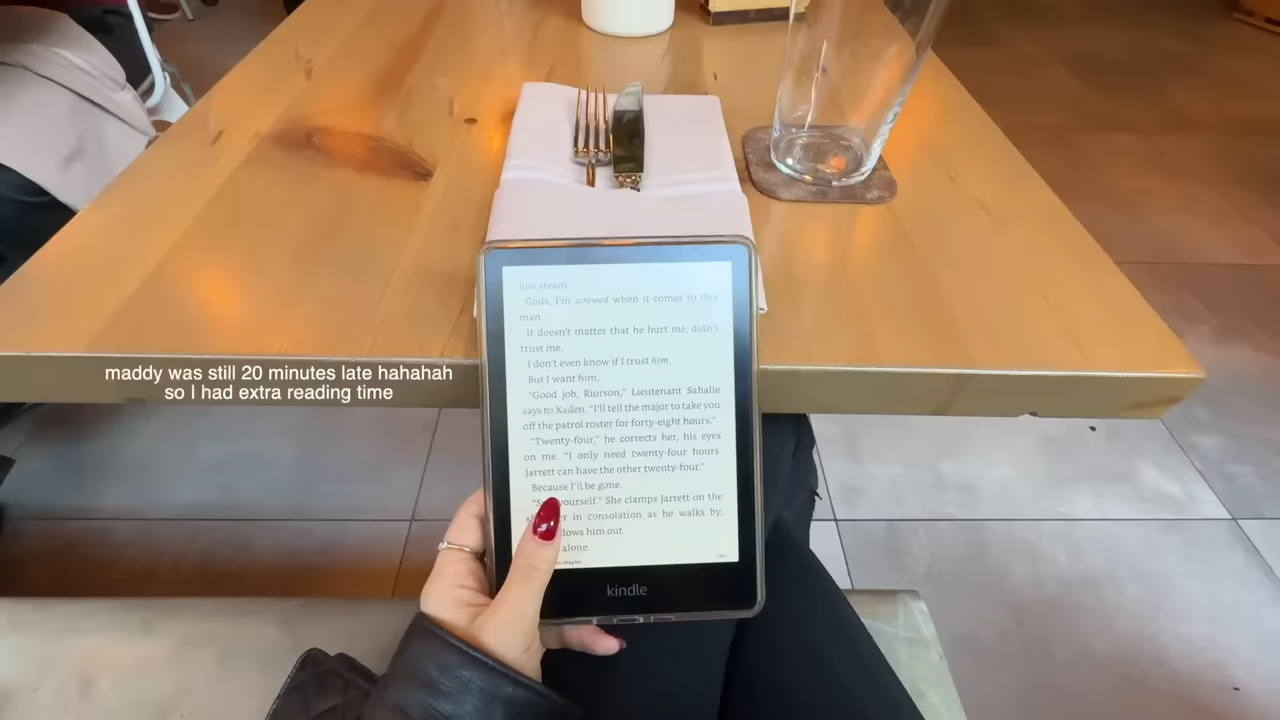 just steam.
Gods, I'm screwed when it comes to this
man.
It doesn't matter that he hurt me, didn't
trust me.
I don't even know if I trust him.
But I want him.
"Good job, Riorson," Lieutenant Sahalie
says to Xaden. "I'll tell the major to take you
off the patrol roster for forty-eight hours."
"Twenty-four," he corrects her, his eyes
on me. "I only need twenty-four hours.
Jarrett can have the other twenty-four."
Because I'll be gone.
yourself." She clamps Jarrett on the
in consolation as he walks by,
him out.
alone.
kindle
maddy was still 20 minutes late hahahah
so I had extra reading time